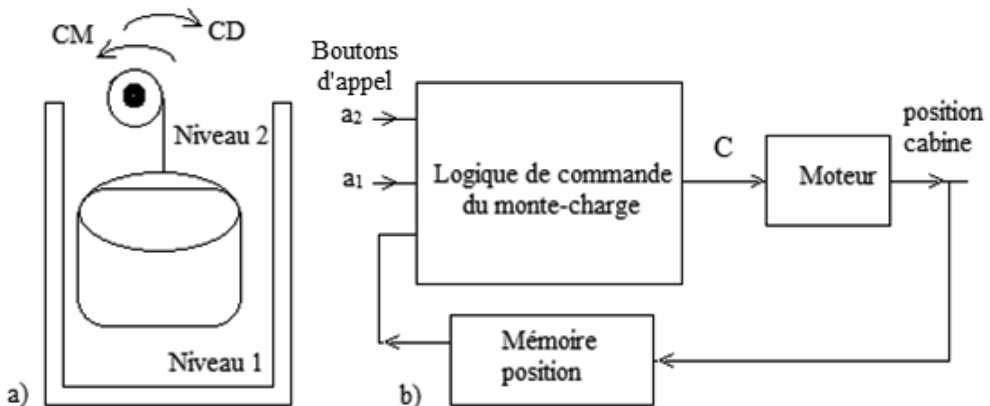 CM
CD
Niveau 2
Niveau 1
a)
Boutons
d'appel
a2
a1
Logique de commande
du monte-charge
C
Moteur
position
cabine
Mémoire
position
b)